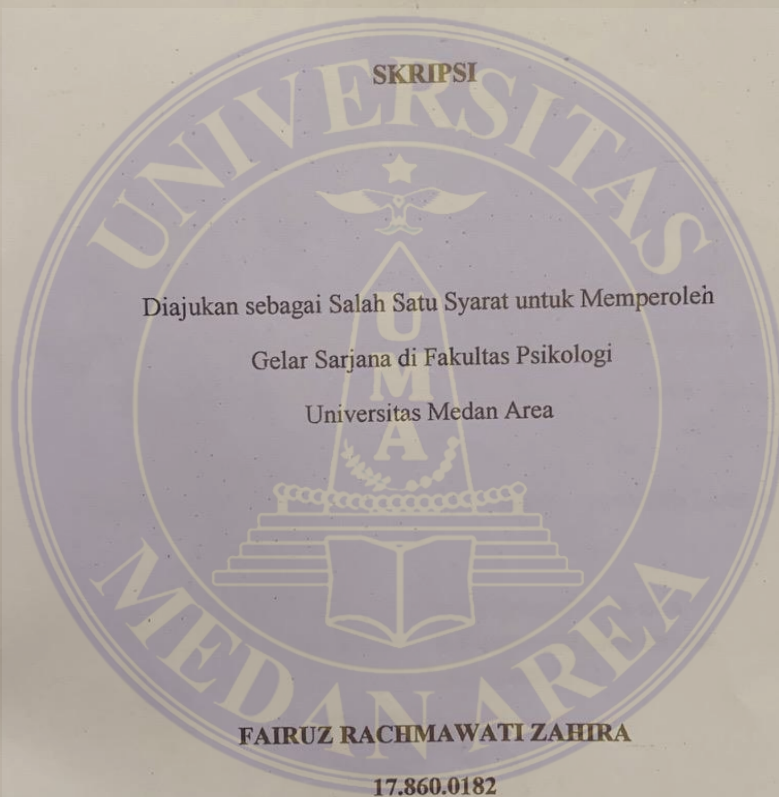 SKRIPSI
UNIVERSITAS
Diajukan sebagai Salah Satu Syarat untuk Memperoleh
Gelar Sarjana di Fakultas Psikologi
Universitas Medan Area
U
M
A
MEDAN AREA
FAIRUZ RACHMAWATI ZAHIRA
17.860.0182